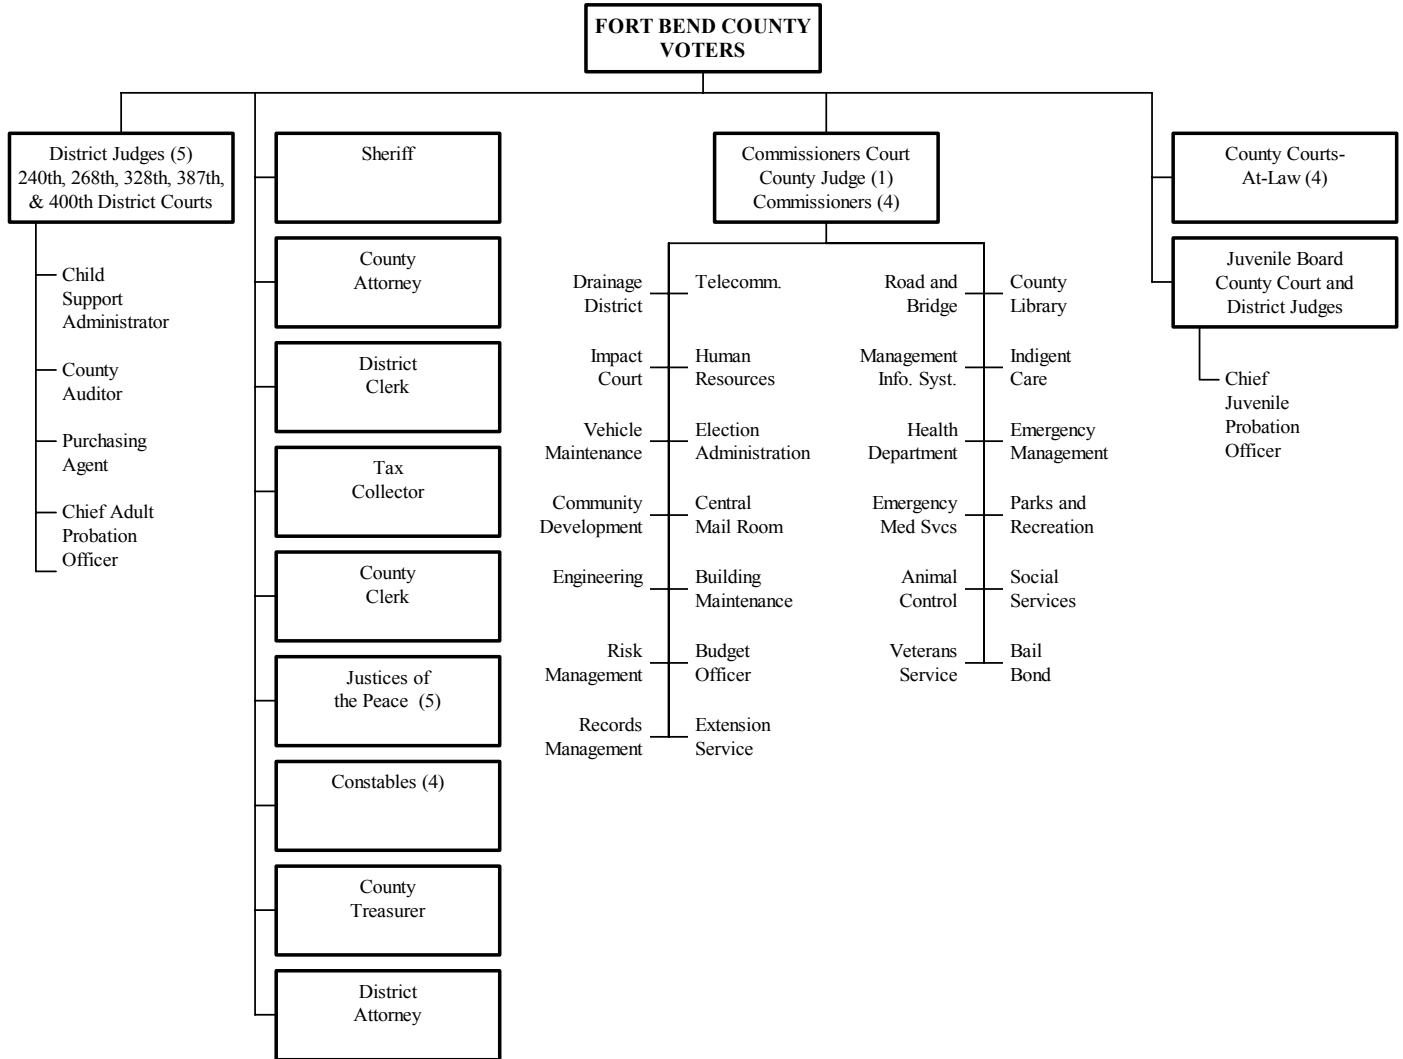 FORT BEND COUNTY
VOTERS
District Judges (5)
240th, 268th, 328th, 387th,
& 400th District Courts
Child
Support
Administrator
County
Auditor
Purchasing
Agent
Chief Adult
Probation
Officer
Sheriff
County
Attorney
District
Clerk
Tax
Collector
County
Clerk
Justices of
the Peace (5)
Constables (4)
County
Treasurer
District
Attorney
Commissioners Court
County Judge (1)
Commissioners (4)
Drainage
District
Telecomm.
Impact
Court
Human
Resources
Vehicle
Maintenance
Election
Administration
Community
Development
Central
Mail Room
Engineering
Building
Maintenance
Risk
Management
Budget
Officer
Records
Management
Extension
Service
Road and
Bridge
County
Library
Management
Info. Syst.
Indigent
Care
Health
Department
Emergency
Management
Emergency
Med Svcs
Parks and
Recreation
Animal
Control
Social
Services
Veterans
Service
Bail
Bond
County Courts-
At-Law (4)
Juvenile Board
County Court and
District Judges
Chief
Juvenile
Probation
Officer